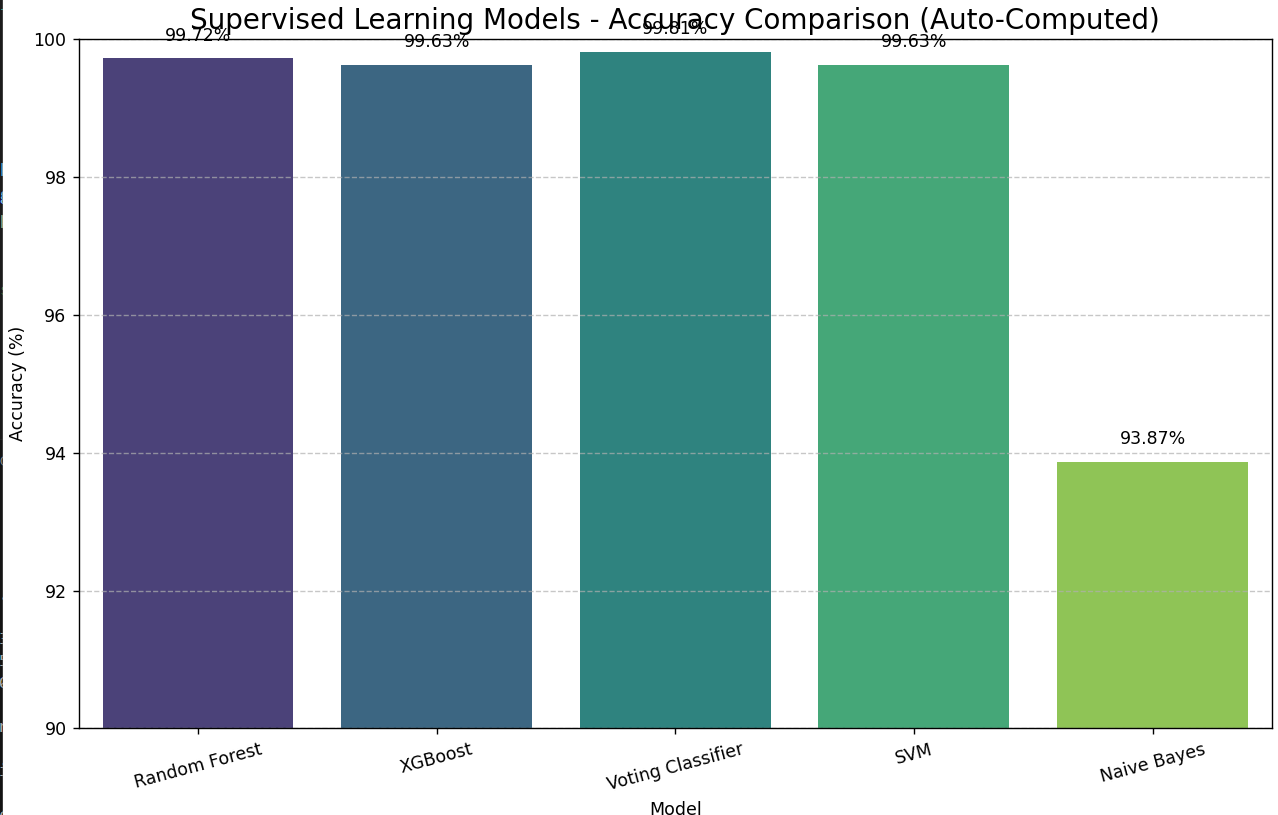 Supervised Learning Models - Accuracy Comparison (Auto-Computed)
99.72%
99.63%
99.81%
99.63%
93.87%
100
98
96
94
92
90
Accuracy (%)
Random Forest
XGBoost
Voting Classifier
SVM
Naive Bayes
Model